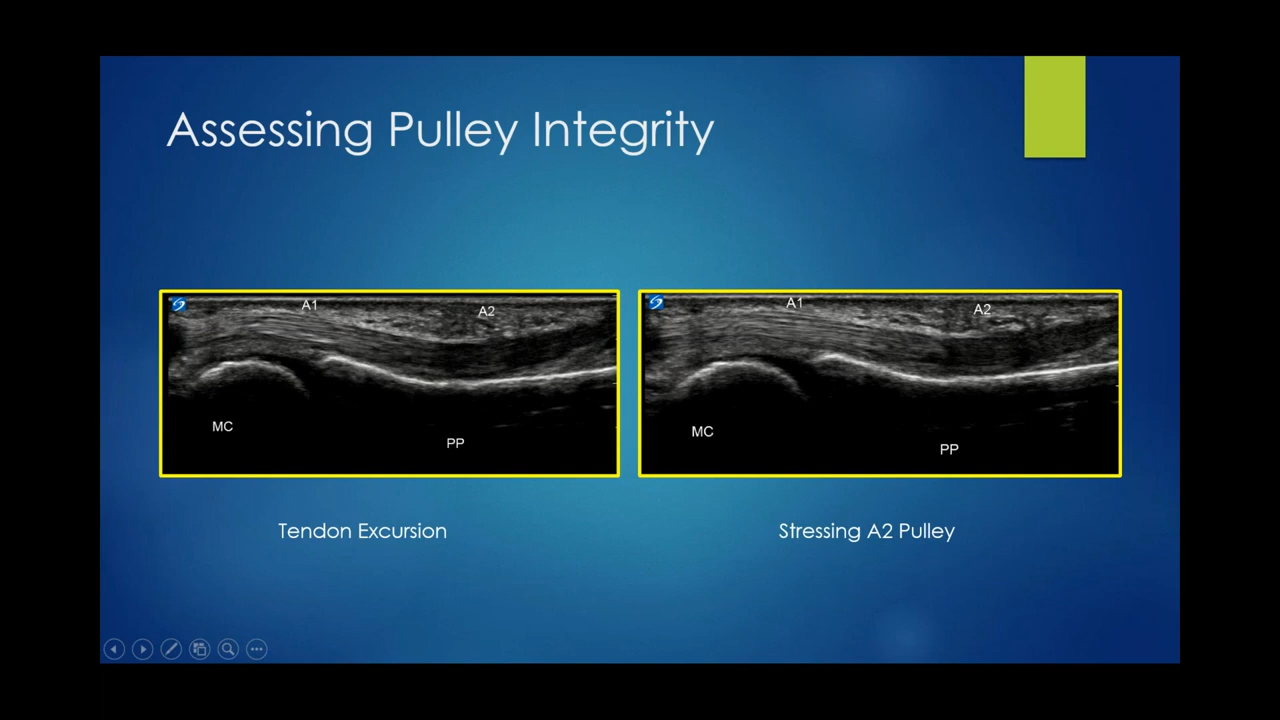 Assessing Pulley Integrity
A1
A2
MC
PP
A1
A2
MC
PP
Tendon Excursion
Stressing A2 Pulley